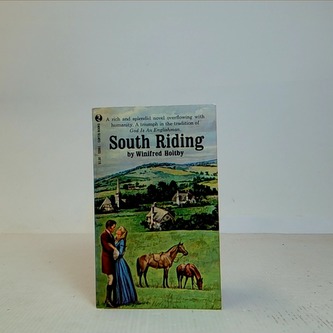 A rich and splendid novel overflowing with
humanity. A triumph in the tradition of
God Is An Englishman.
South Riding
by Winifred Holtby